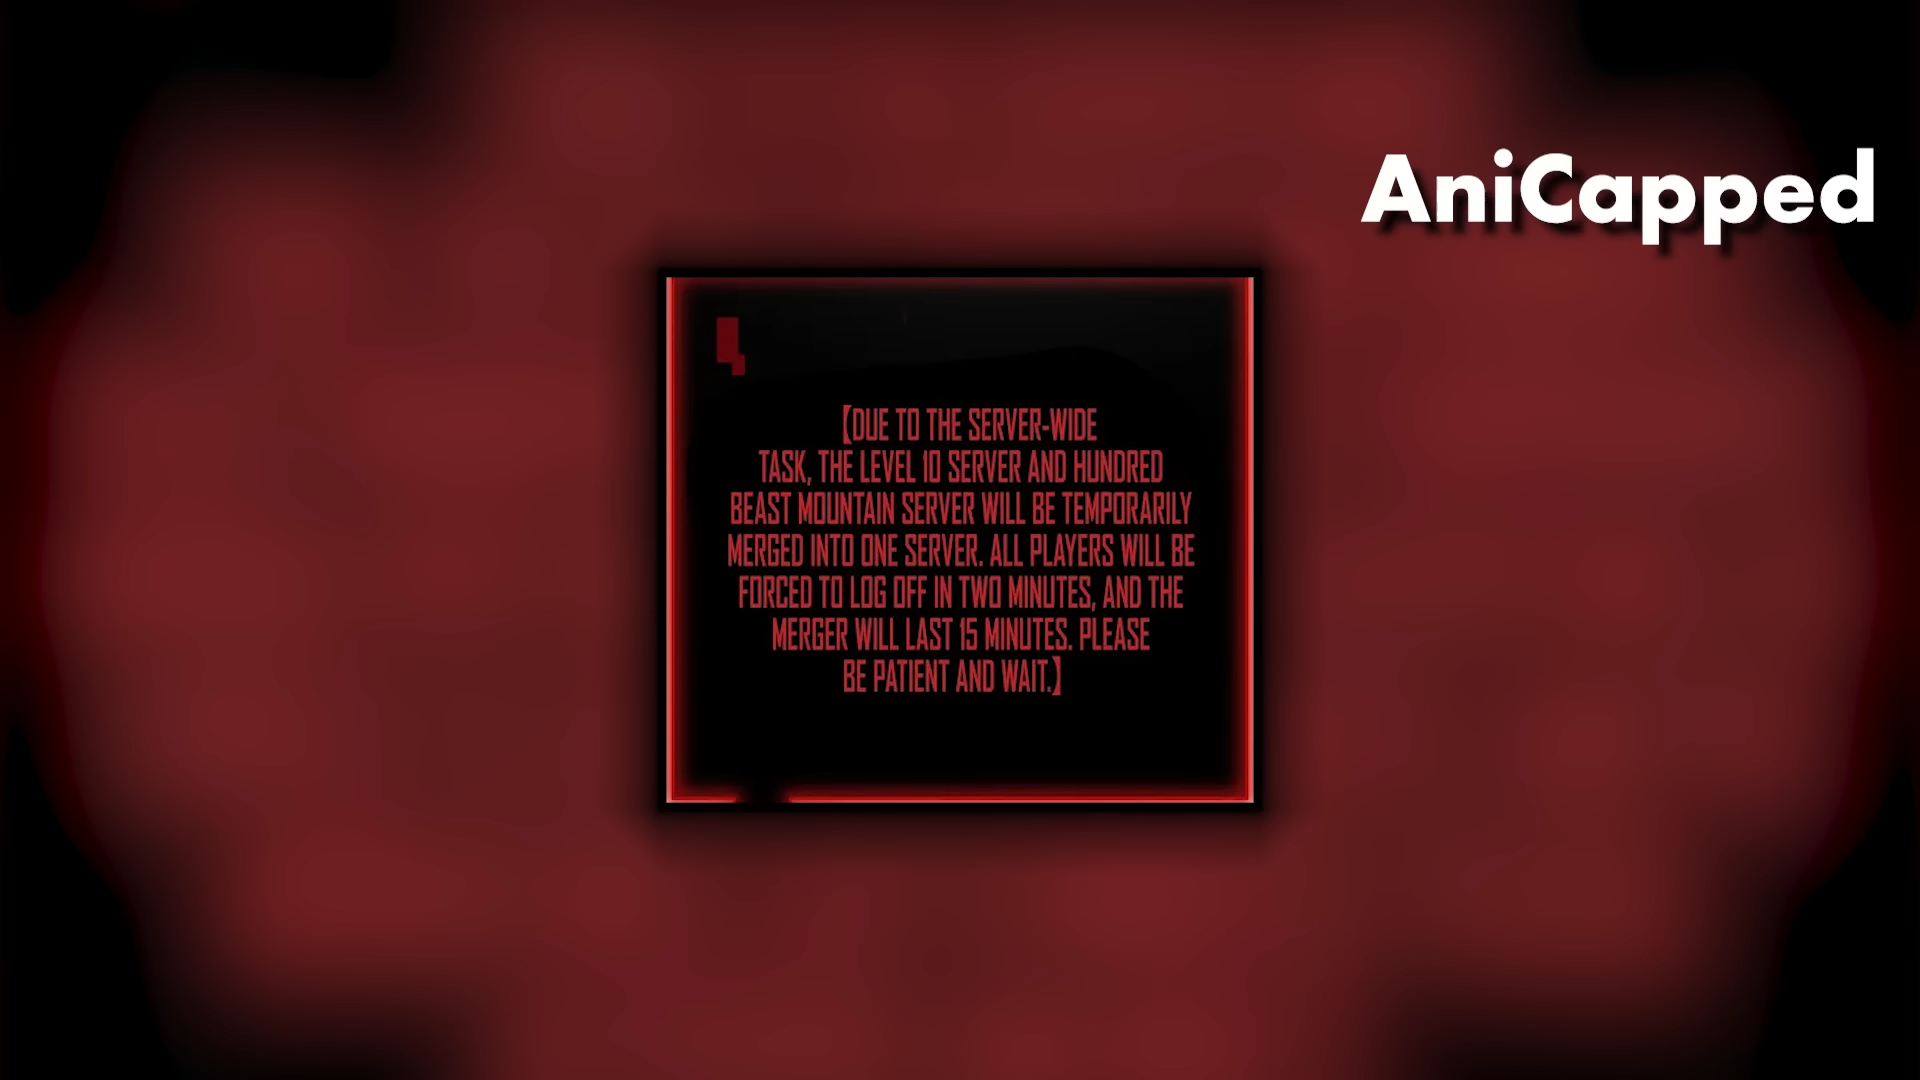 AniCapped
【DUE TO THE SERVER-WIDE
TASK, THE LEVEL 10 SERVER AND HUNDRED
BEAST MOUNTAIN SERVER WILL BE TEMPORARILY
MERGED INTO ONE SERVER. ALL PLAYERS WILL BE
FORCED TO LOG OFF IN TWO MINUTES, AND THE
MERGER WILL LAST 15 MINUTES. PLEASE
BE PATIENT AND WAIT.】